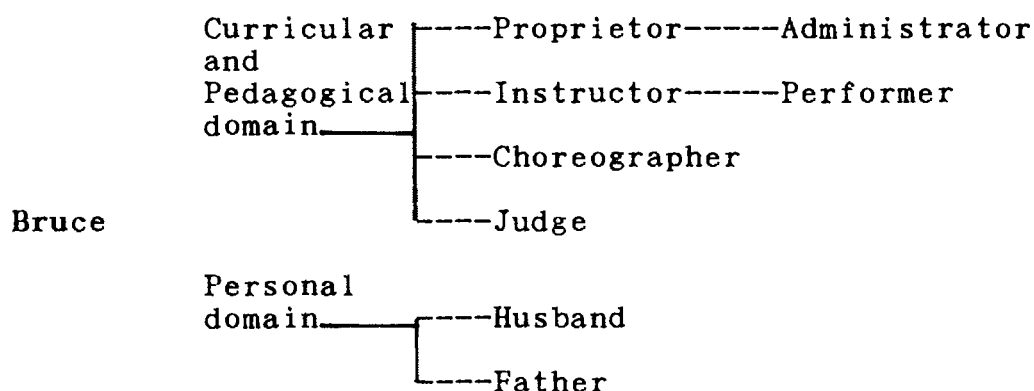 Curricular ----Proprietor-----Administrator
and
Pedagogical ----Instructor-----Performer
domain
----Choreographer
Bruce ----Judge
Personal
domain ----Husband
----Father